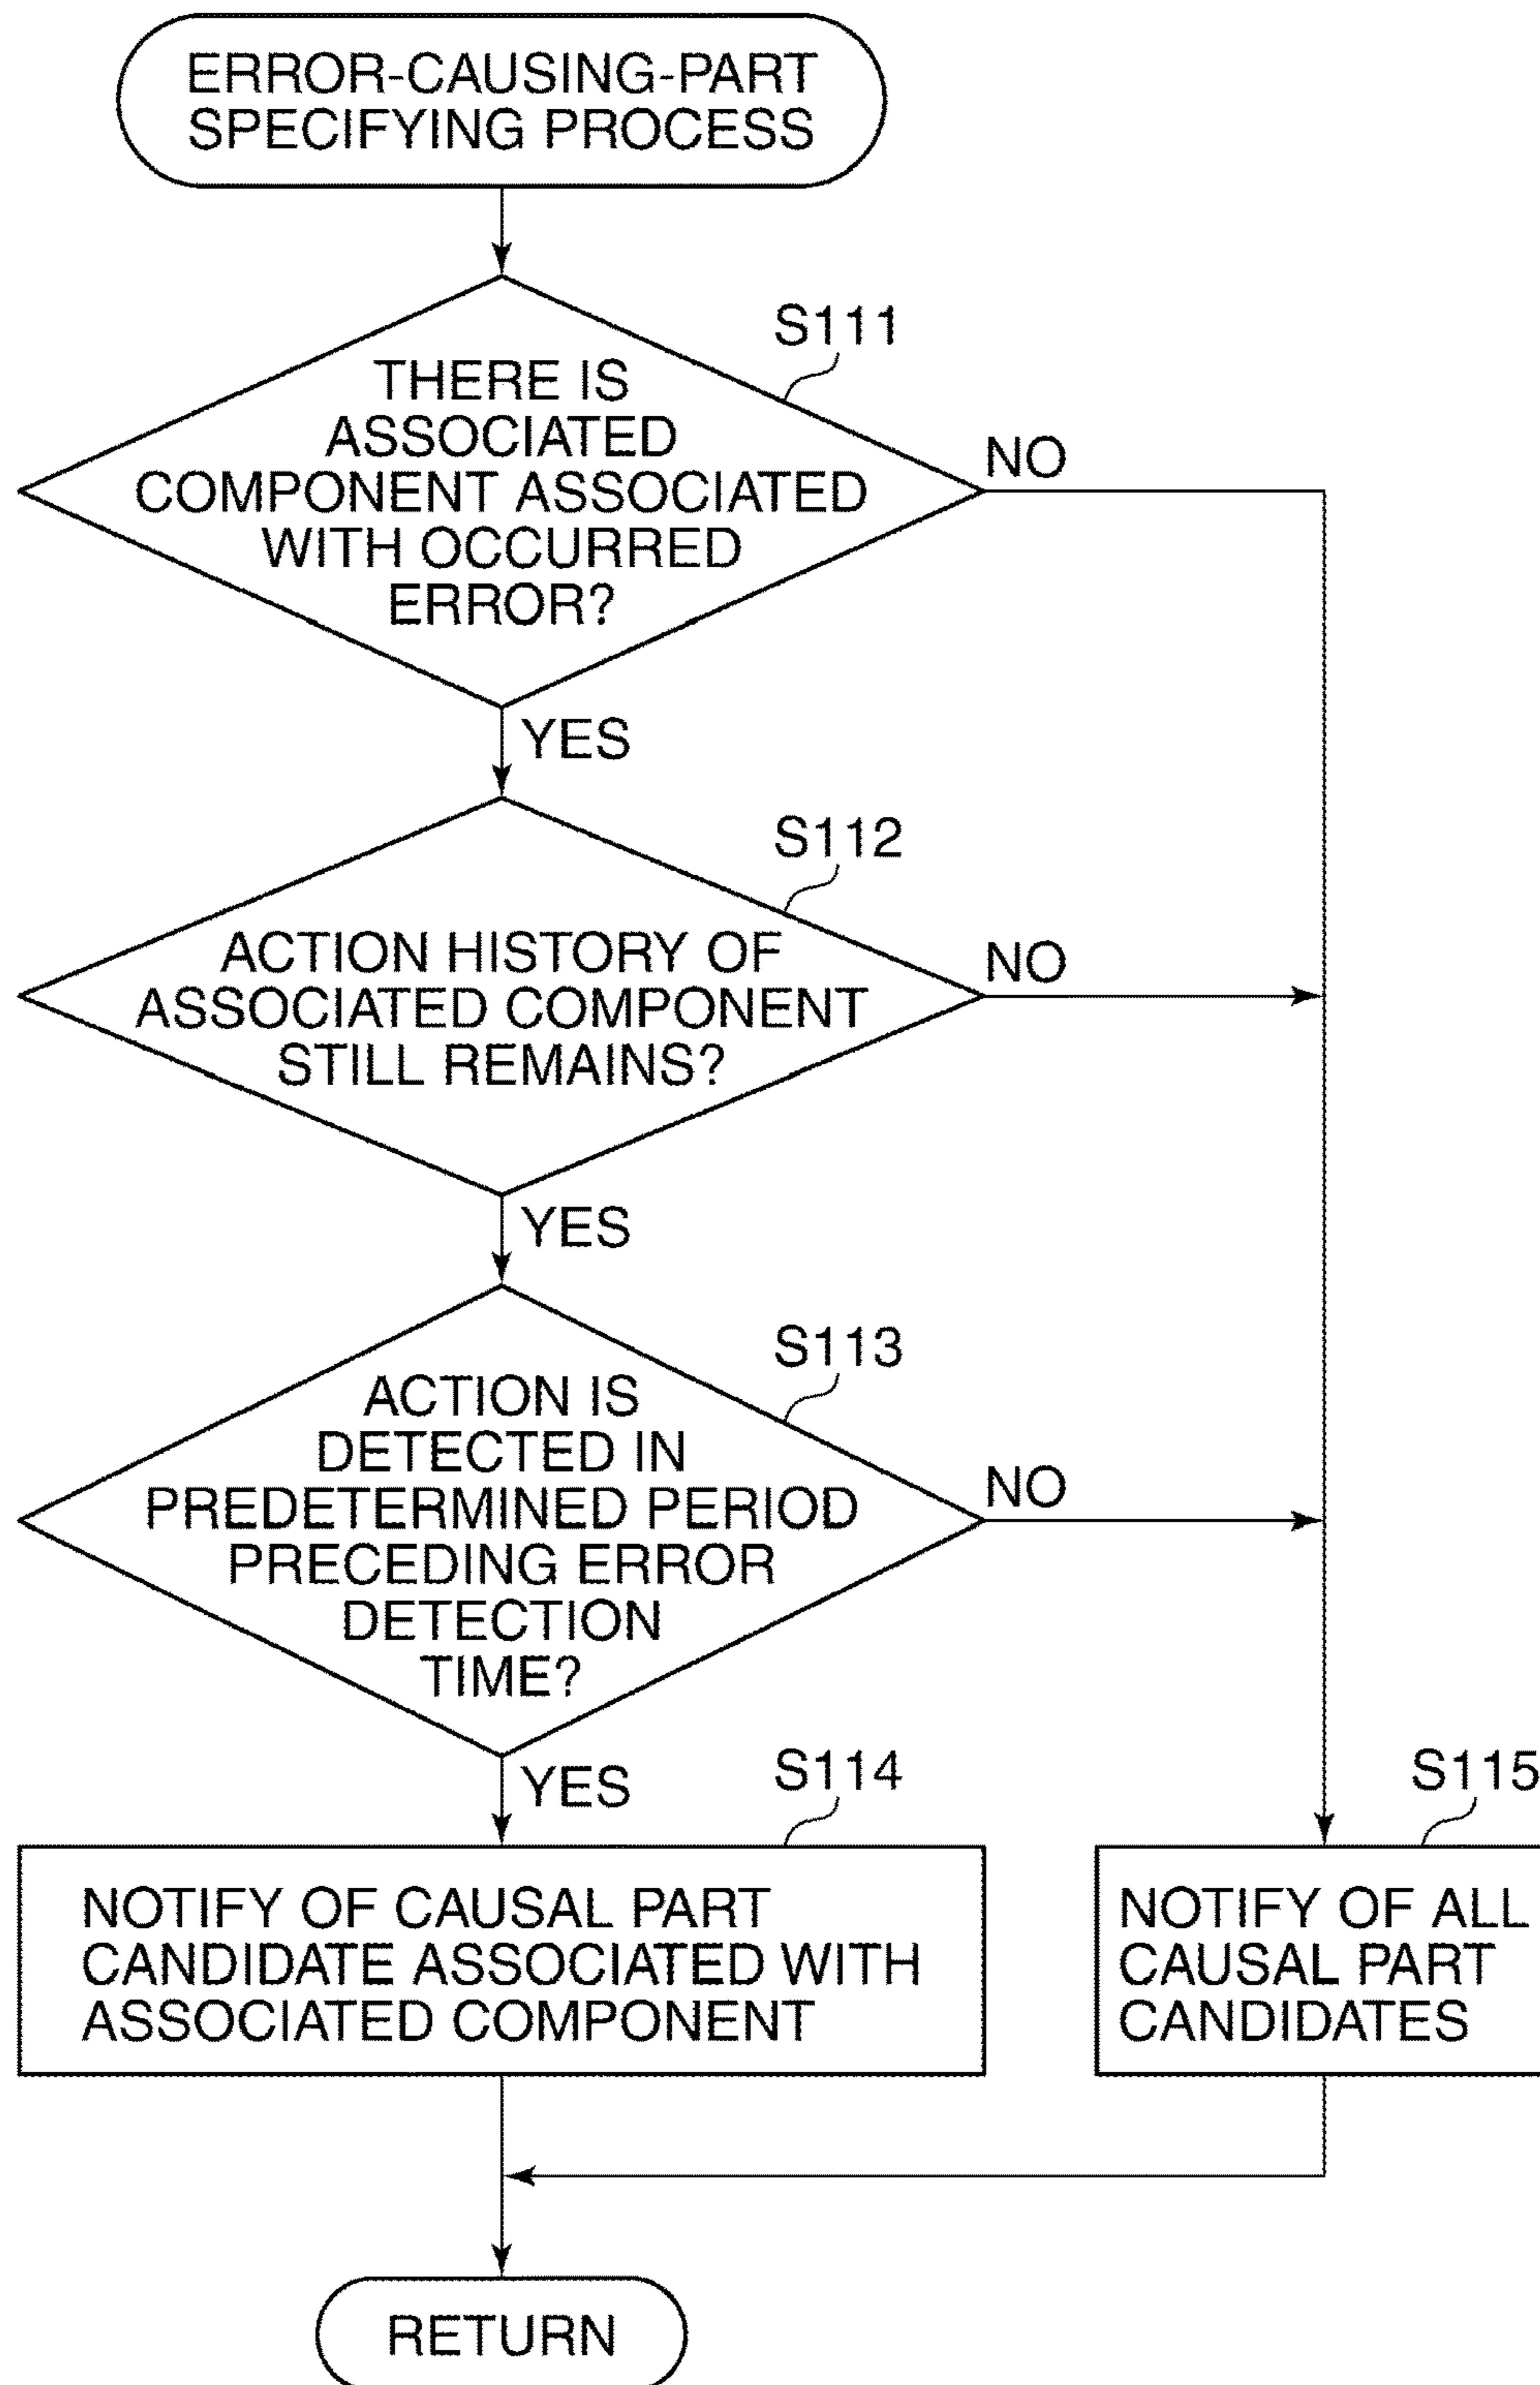 ERROR-CAUSING-PART
SPECIFYING PROCESS
S111
THERE IS
ASSOCIATED
COMPONENT ASSOCIATED
WITH OCCURRED
ERROR?
NO
YES
S112
ACTION HISTORY OF
ASSOCIATED COMPONENT
STILL REMAINS?
NO
YES
S113
ACTION IS
DETECTED IN
PREDETERMINED PERIOD
PRECEDING ERROR
DETECTION
TIME?
NO
YES
S114
NOTIFY OF CAUSAL PART
CANDIDATE ASSOCIATED WITH
ASSOCIATED COMPONENT
S115
NOTIFY OF ALL
CAUSAL PART
CANDIDATES
RETURN